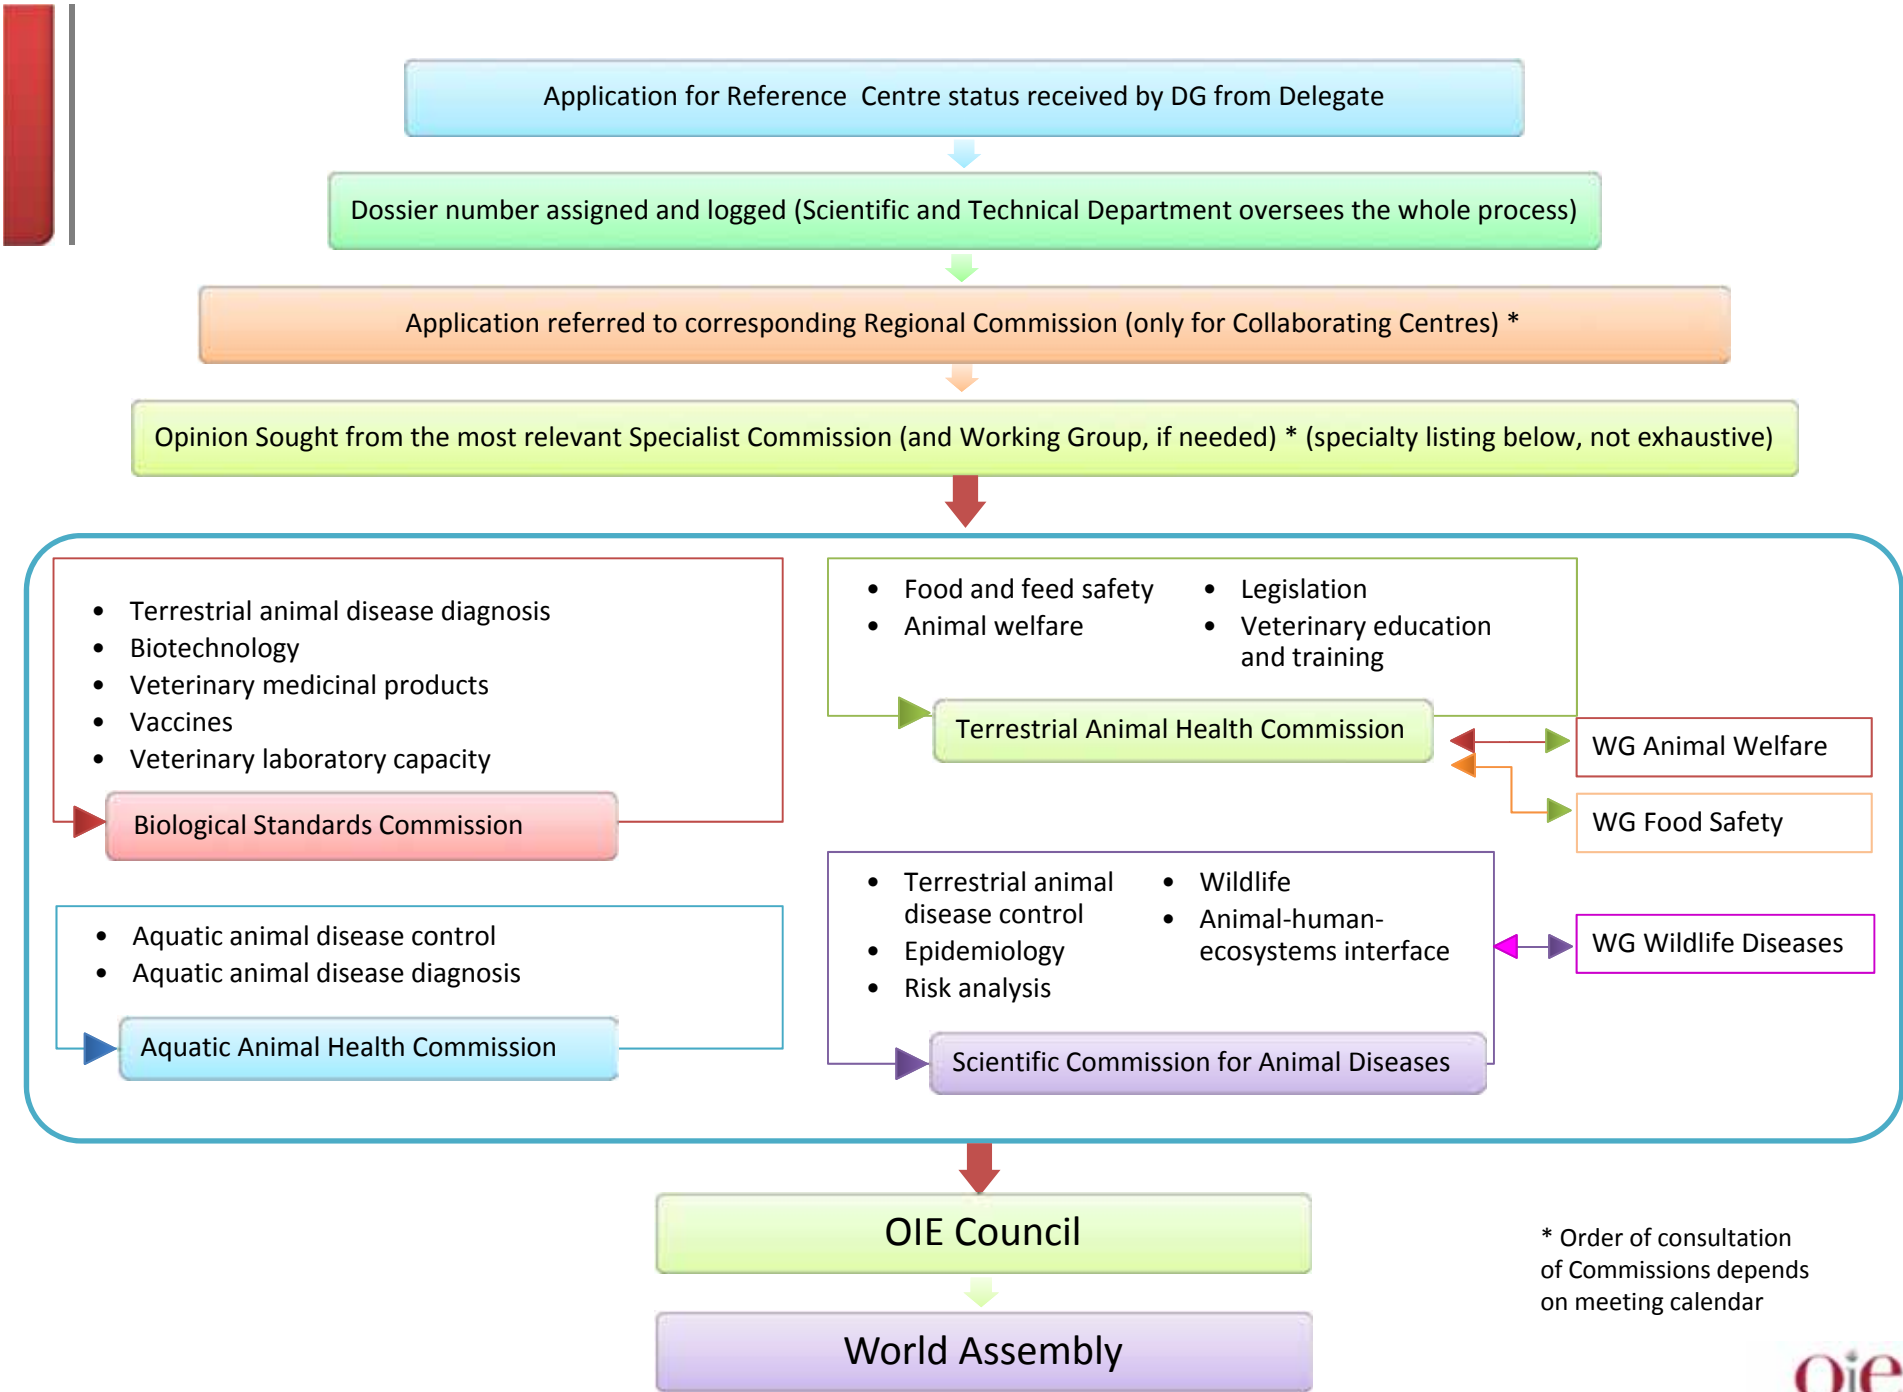 Application for Reference Centre status received by DG from Delegate
Dossier number assigned and logged (Scientific and Technical Department oversees the whole process)
Application referred to corresponding Regional Commission (only for Collaborating Centres) *
Opinion Sought from the most relevant Specialist Commission (and Working Group, if needed) * (specialty listing below, not exhaustive)
• Terrestrial animal disease diagnosis
• Biotechnology
• Veterinary medicinal products
• Vaccines
• Veterinary laboratory capacity
Biological Standards Commission
• Aquatic animal disease control
• Aquatic animal disease diagnosis
Aquatic Animal Health Commission
• Food and feed safety
• Animal welfare
• Legislation
• Veterinary education
and training
Terrestrial Animal Health Commission
WG Animal Welfare
WG Food Safety
• Terrestrial animal
disease control
• Epidemiology
• Risk analysis
• Wildlife
• Animal-human-
ecosystems interface
Scientific Commission for Animal Diseases
WG Wildlife Diseases
OIE Council
World Assembly
* Order of consultation
of Commissions depends
on meeting calendar
oie